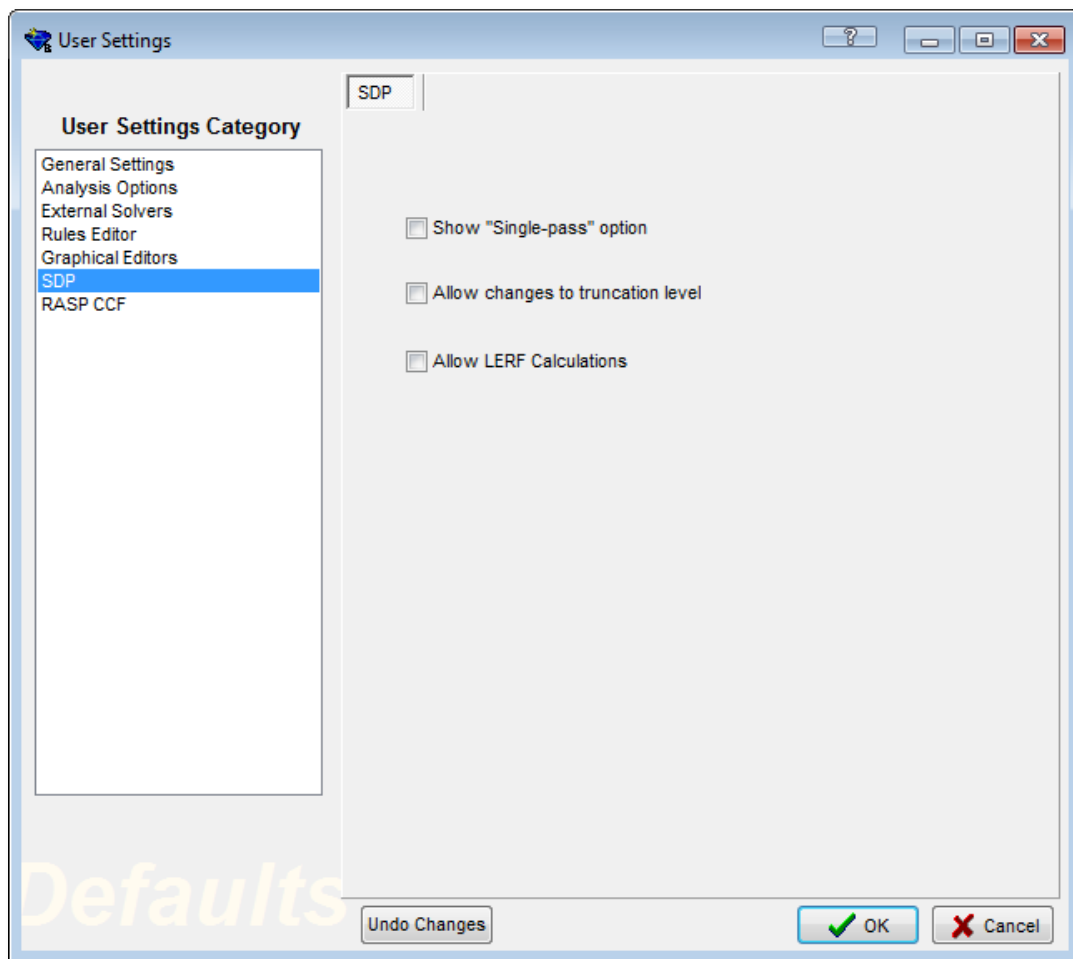 User Settings
?
User Settings Category
General Settings
Analysis Options
External Solvers
Rules Editor
Graphical Editors
SDP
RASP CCF
SDP
Show "Single-pass" option
Allow changes to truncation level
Allow LERF Calculations
Defaults
Undo Changes
OK
Cancel